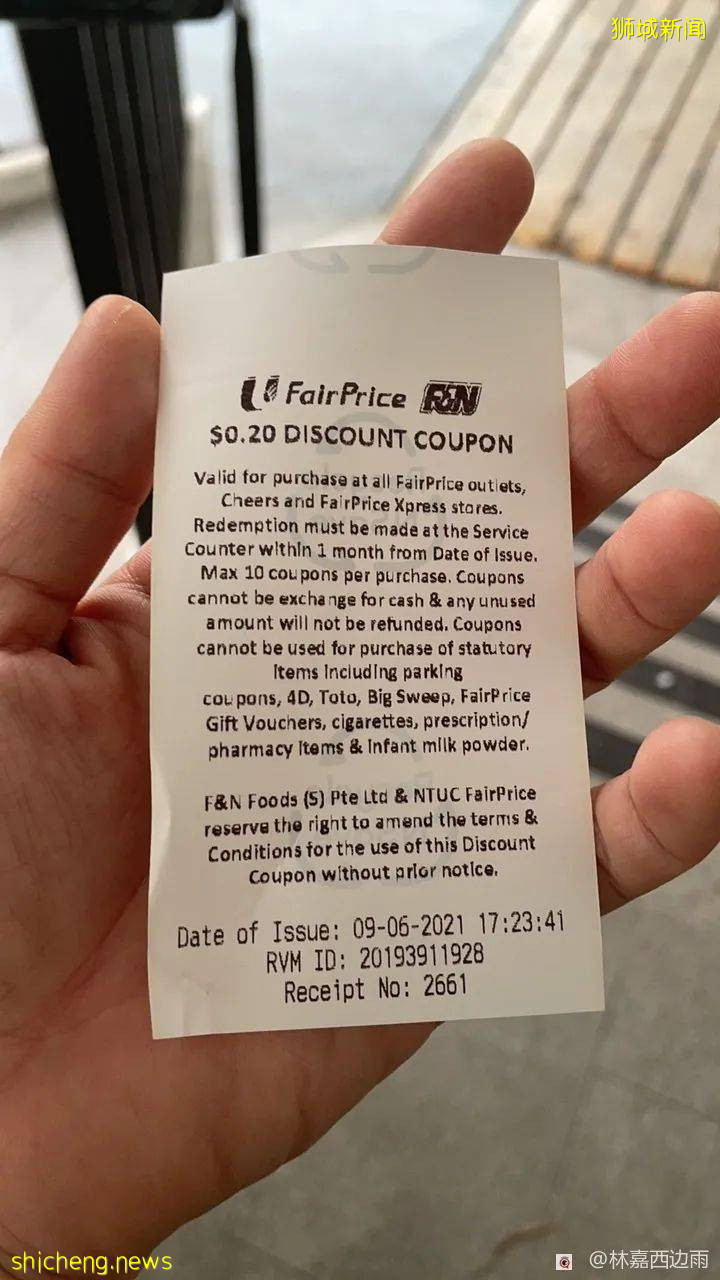 狮城新闻
FairPrice F&N
$0.20 DISCOUNT COUPON
Valid for purchase at all FairPrice outlets,
Cheers and FairPrice Xpress stores.
Redemption must be made at the Service
Counter within 1 month from Date of Issue.
Max 10 coupons per purchase. Coupons
cannot be exchange for cash & any unused
amount will not be refunded. Coupons
cannot be used for purchase of statutory
items including parking
coupons, 4D, Toto, Big Sweep, FairPrice
Gift Vouchers, cigarettes, prescription/
pharmacy items & infant milk powder.
F&N Foods (S) Pte Ltd & NTUC FairPrice
reserve the right to amend the terms &
Conditions for the use of this Discount
Coupon without prior notice.
Date of Issue: 09-06-2021 17:23:41
RVM ID: 20193911928
Receipt No: 2661
shicheng.news
@林嘉西边雨